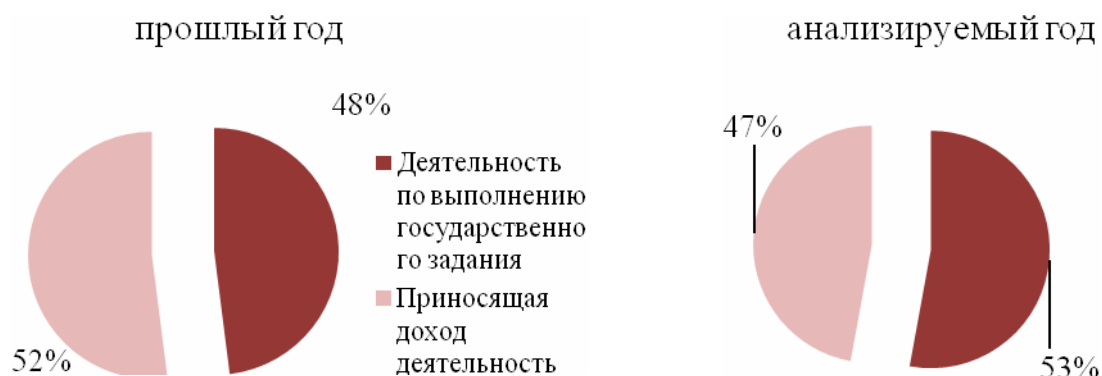 прошлый год
48%
Деятельность
по выполнению
государственно
го задания
Приносящая
доход
деятельность
52%
анализируемый год
47%
53%